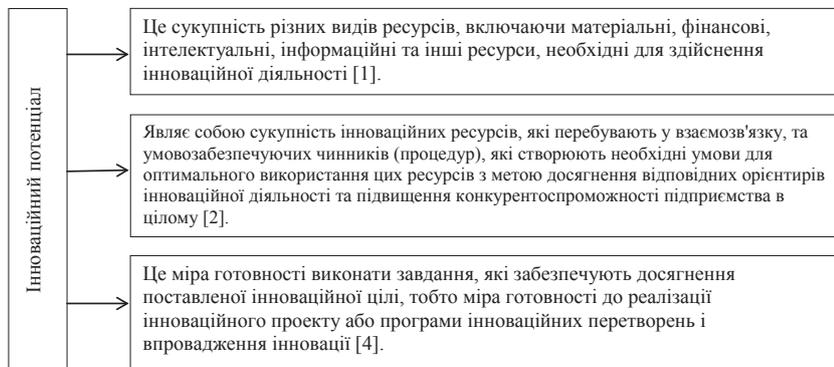 Інноваційний потенціал
Це сукупність різних видів ресурсів, включаючи матеріальні, фінансові,
інтелектуальні, інформаційні та інші ресурси, необхідні для здійснення
інноваційної діяльності [1].
Являє собою сукупність інноваційних ресурсів, які перебувають у взаємозв'язку, та
умовозабезпечуючих чинників (процедур), які створюють необхідні умови для
оптимального використання цих ресурсів з метою досягнення відповідних орієнтирів
інноваційної діяльності та підвищення конкурентоспроможності підприємства в
цілому [2].
Це міра готовності виконати завдання, які забезпечують досягнення
поставленої інноваційної цілі, тобто міра готовності до реалізації
інноваційного проекту або програми інноваційних перетворень і
впровадження інновації [4].